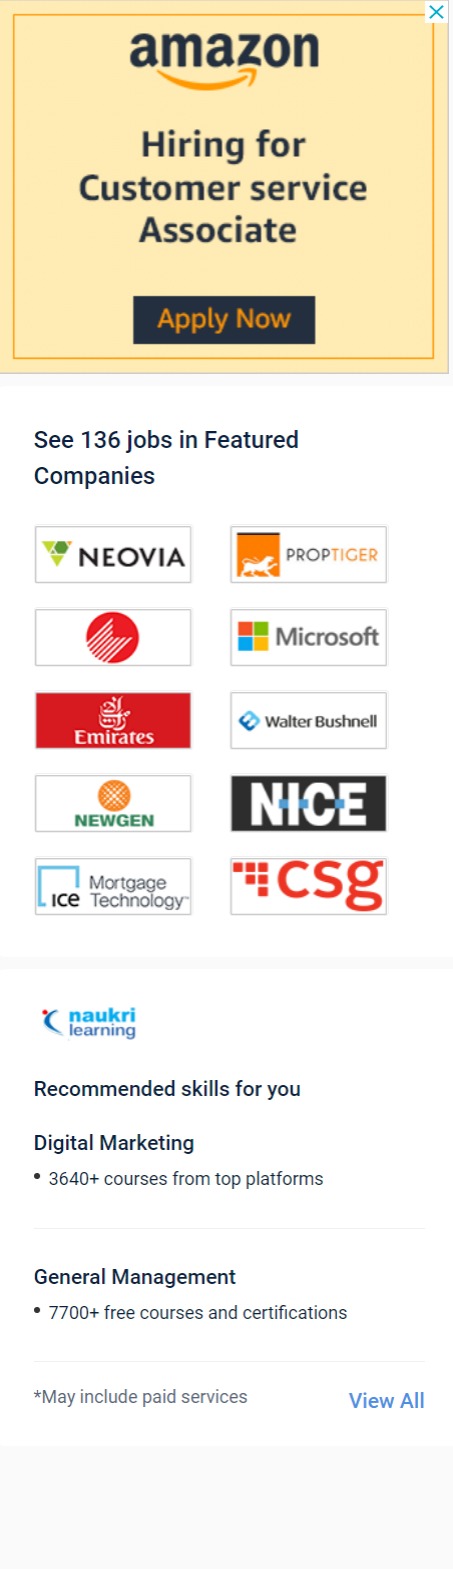 amazon
Hiring for
Customer service
Associate
Apply Now
See 136 jobs in Featured
Companies
NEOVIA
PROPTIGER
Microsoft
Emirates
Walter Bushnell
NEWGEN
NICE
ice Mortgage
Technology™
csg
naukri
learning
Recommended skills for you
Digital Marketing
• 3640+ courses from top platforms
General Management
• 7700+ free courses and certifications
*May include paid services
View All